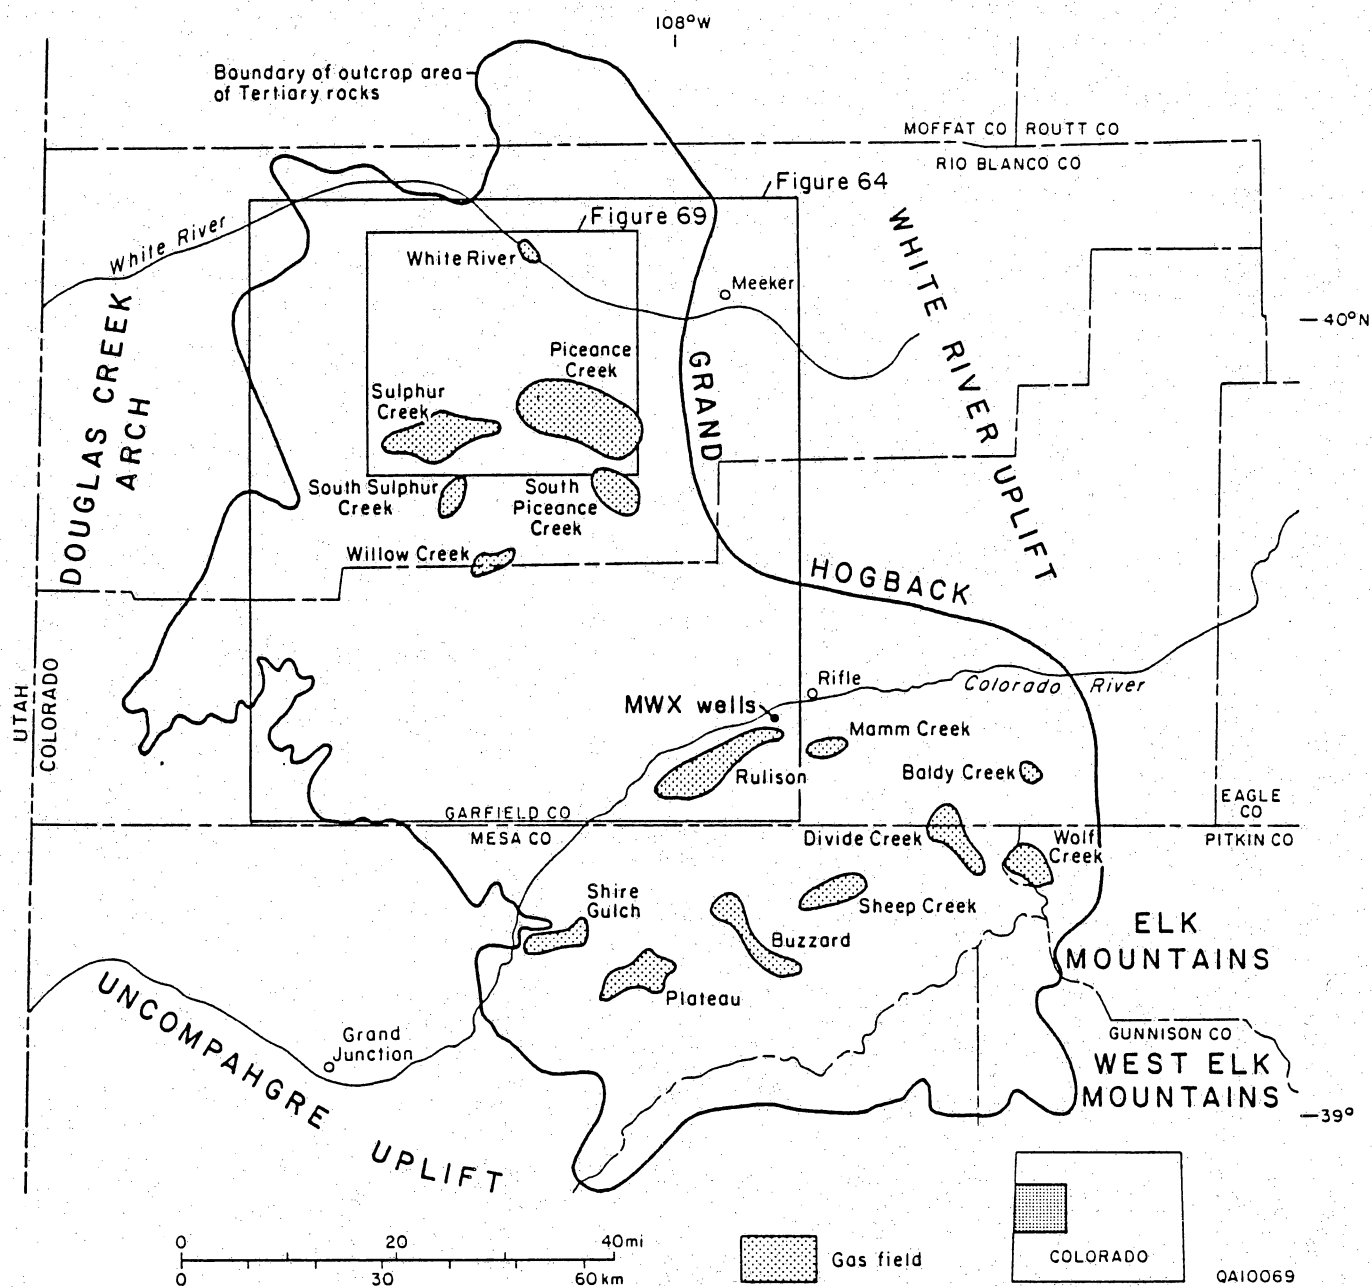 108°W
Boundary of outcrop area
of Tertiary rocks
MOFFAT CO
ROUTT CO
RIO BLANCO CO
Figure 64
Figure 69
White River
White River
Meeker
WHITE RIVER UPLIFT
40°N
DOUGLAS CREEK
ARCH
Piceance
Creek
Sulphur
Creek
GRAND
South Sulphur
Creek
South
Piceance
Creek
Willow Creek
HOGBACK
UTAH
COLORADO
Rifle
Colorado River
MWX wells
Mamm Creek
Rulison
Baldy Creek
GARFIELD CO
MESA CO
EAGLE
CO
PITKIN CO
Divide Creek
Wolf
Creek
Shire
Gulch
Sheep Creek
Buzzard
Plateau
ELK
MOUNTAINS
GUNNISON CO
WEST ELK
MOUNTAINS
39°
UNCOMPAHGRE UPLIFT
Grand
Junction
0 20 40mi
0 30 60km
Gas field
COLORADO
QA10069